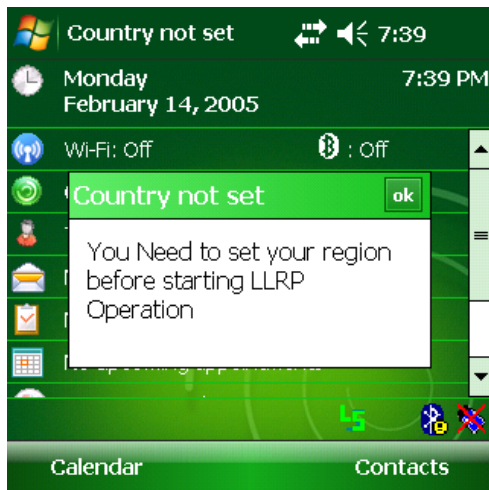 Country not set 7:39
Monday 7:39 PM
February 14, 2005
Wi-Fi: Off : Off
Country not set ok
You Need to set your region
before starting LLRP
Operation
Calendar Contacts